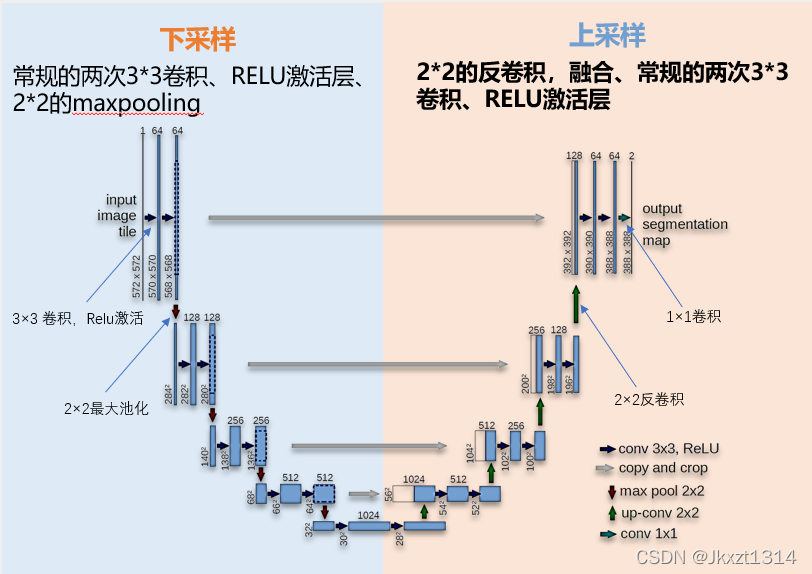 下采样
常规的两次3*3卷积、RELU激活层、
2*2的maxpooling
上采样
2*2的反卷积，融合、常规的两次3*3
卷积、RELU激活层
1 64 64
input
image
tile
572 x 572
570 x 570
568 x 568
3×3 卷积，Relu激活
128 128
284²
282²
280²
2×2最大池化
256 256
140²
138²
136²
512 512
68²
66²
64²
1024
32²
30²
28²
1024 512
56²
54²
52²
512 256
104²
102²
100²
256 128
200²
198²
196²
128 64 64 2
392 x 392
390 x 390
388 x 388
388 x 388
output
segmentation
map
1×1卷积
2×2反卷积
conv 3x3, ReLU
copy and crop
max pool 2x2
up-conv 2x2
conv 1x1
CSDN @Jkxzt1314